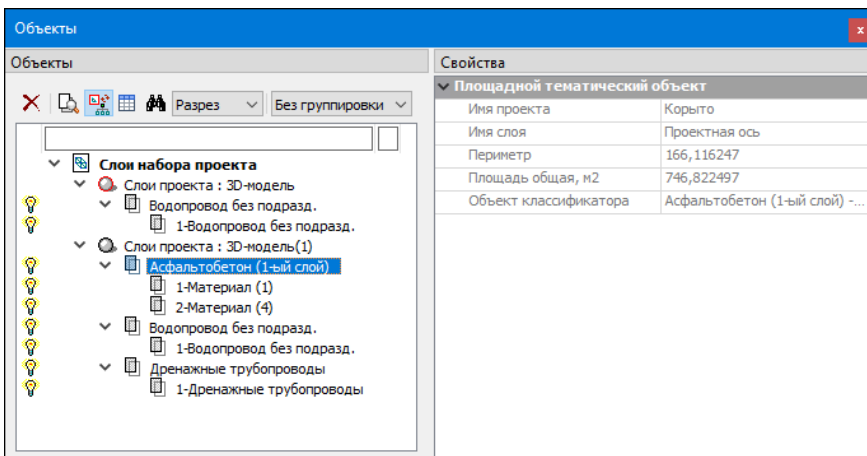 Объекты
Объекты
Разрез
Без группировки
Слои набора проекта
Слои проекта : 3D-модель
Водопровод без подразд.
1-Водопровод без подразд.
Слои проекта : 3D-модель(1)
Асфальтобетон (1-ый слой)
1-Материал (1)
2-Материал (4)
Водопровод без подразд.
1-Водопровод без подразд.
Дренажные трубопроводы
1-Дренажные трубопроводы
Свойства
Площадной тематический объект
Имя проекта Корыто
Имя слоя Проектная ось
Периметр 166,116247
Площадь общая, м2 746,822497
Объект классификатора Асфальтобетон (1-ый слой) -...